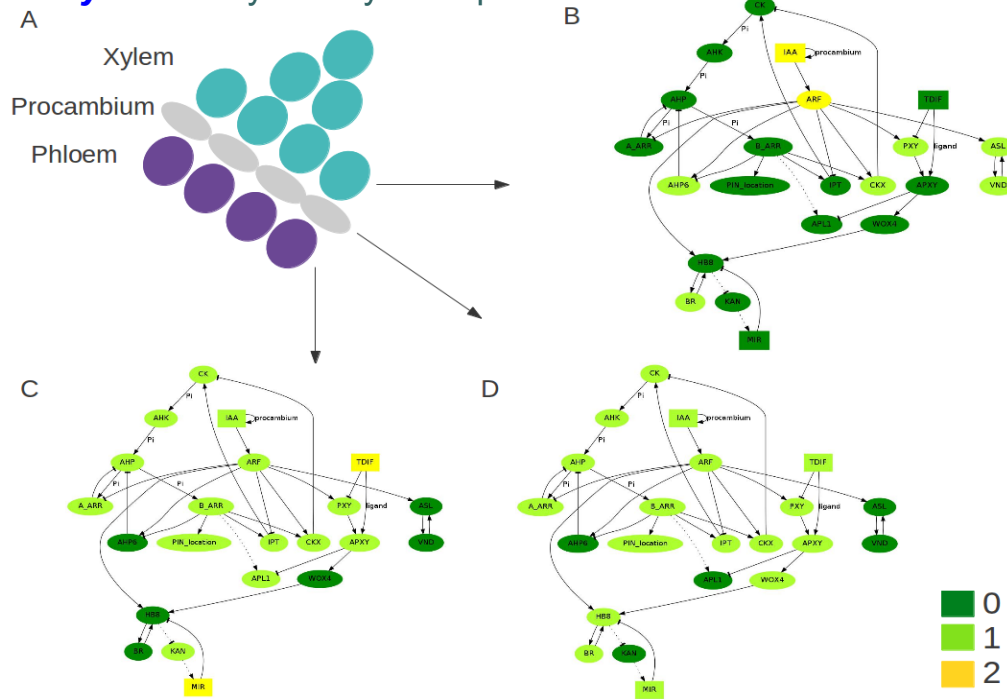 A
Xylem
Procambium
Phloem
B
CK
AHK
Pi
Pi
IAA
procambium
AHP
ARF
TDIF
Pi
Pi
A_ARR
B_ARR
PXY
ligand
ASL
AHP6
PIN_location
IPT
CKX
APXY
VND
APL1
WOX4
HB8
BR
KAN
MIR
C
CK
AHK
Pi
Pi
IAA
procambium
AHP
ARF
TDIF
Pi
Pi
A_ARR
B_ARR
PXY
ligand
ASL
AHP6
PIN_location
IPT
CKX
APXY
VND
APL1
WOX4
HB8
BR
KAN
MIR
D
CK
AHK
Pi
Pi
IAA
procambium
AHP
ARF
TDIF
Pi
Pi
A_ARR
B_ARR
PXY
ligand
ASL
AHP6
PIN_location
IPT
CKX
APXY
VND
APL1
WOX4
HB8
BR
KAN
MIR
0
1
2